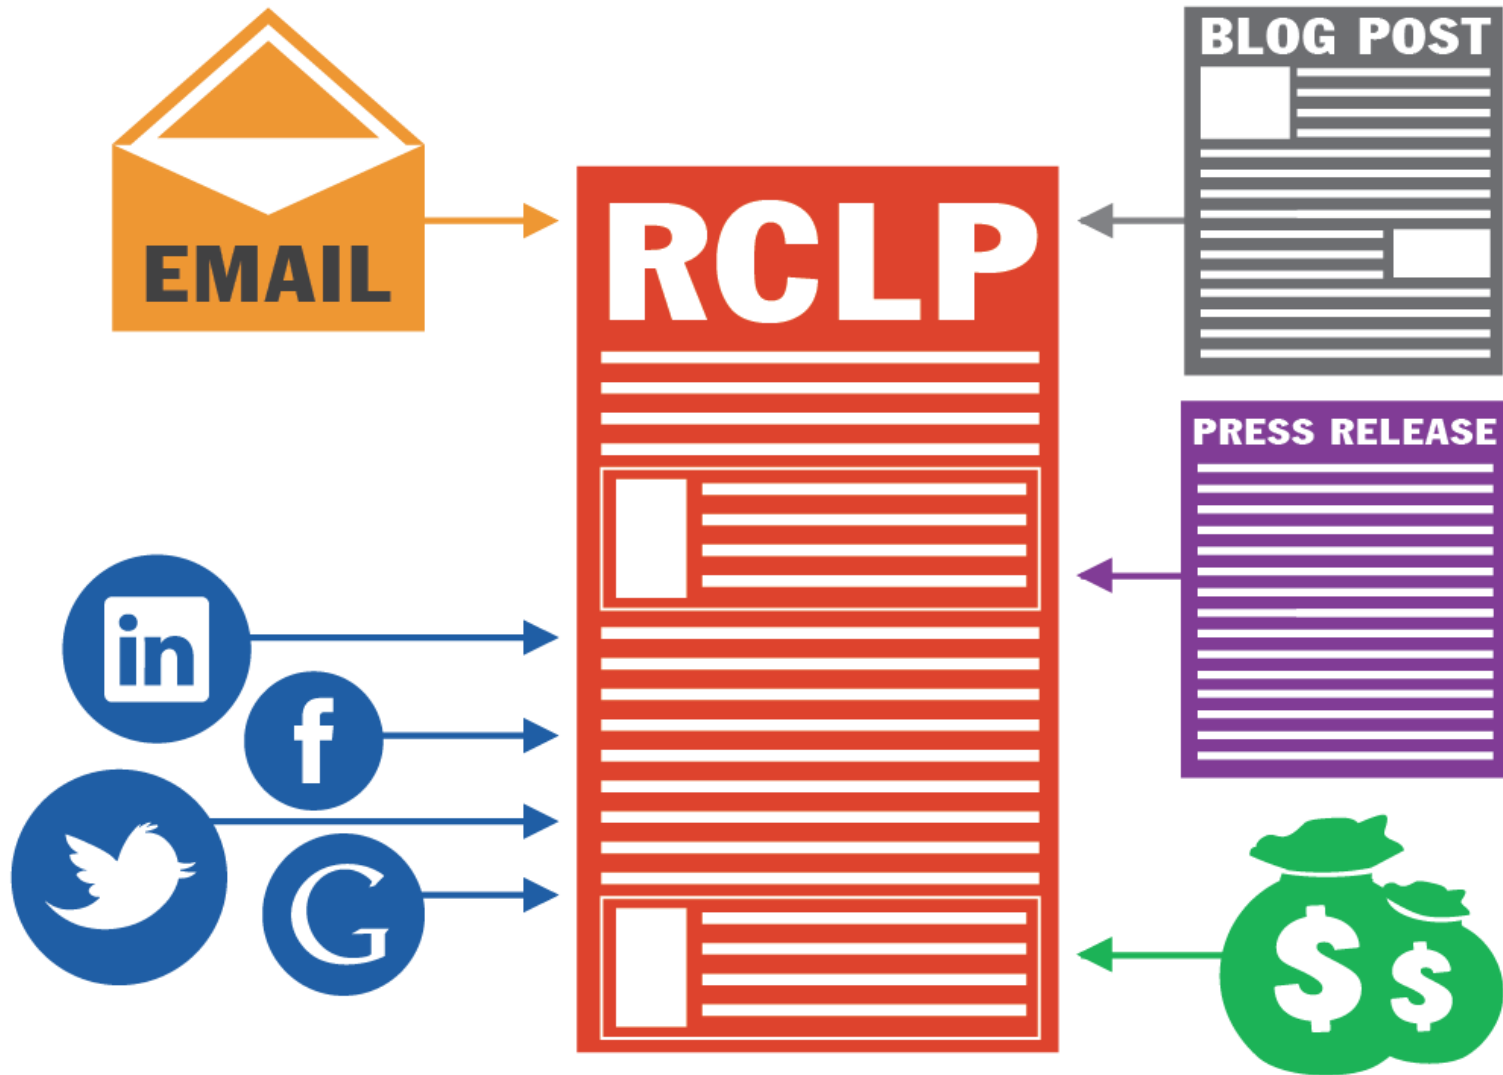 EMAIL
RCLP
BLOG POST
PRESS RELEASE
in
f
G
$
$